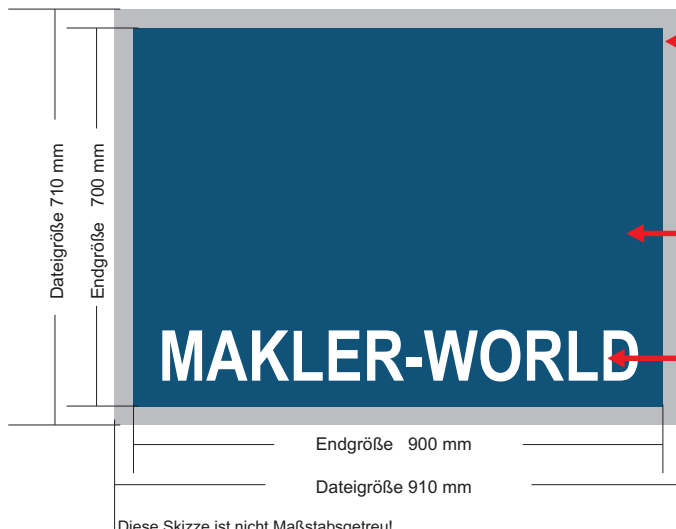 Dateigröße 710 mm
Endgröße 700 mm
MAKLER-WORLD
Endgröße 900 mm
Dateigröße 910 mm
Diese Skizze ist nicht Maßstabsgetreu!